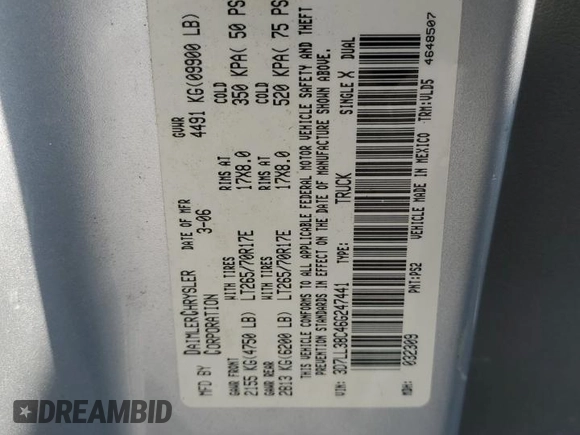 MFD BY DAIMLERCHRYSLER CORPORATION
DATE OF MFR 3-06
GVWR 4491 KG(09900 LB)
GAWR FRONT WITH TIRES RIMS AT COLD
2155 KG(4750 LB) LT265/70R17E 17X8.0 350 KPA( 50 PS
GAWR REAR WITH TIRES RIMS AT COLD
2813 KG(6200 LB) LT265/70R17E 17X8.0 520 KPA( 75 PS
THIS VEHICLE CONFORMS TO ALL APPLICABLE FEDERAL MOTOR VEHICLE SAFETY AND THEFT
PREVENTION STANDARDS IN EFFECT ON THE DATE OF MANUFACTURE SHOWN ABOVE.
VIN: 3D7LL38C46G247441 TYPE: TRUCK SINGLE X DUAL
MDH: 032309 PNT: PS2 VEHICLE MADE IN MEXICO TRM: VLD5 4648507
AUTOHELPERBOT.COM